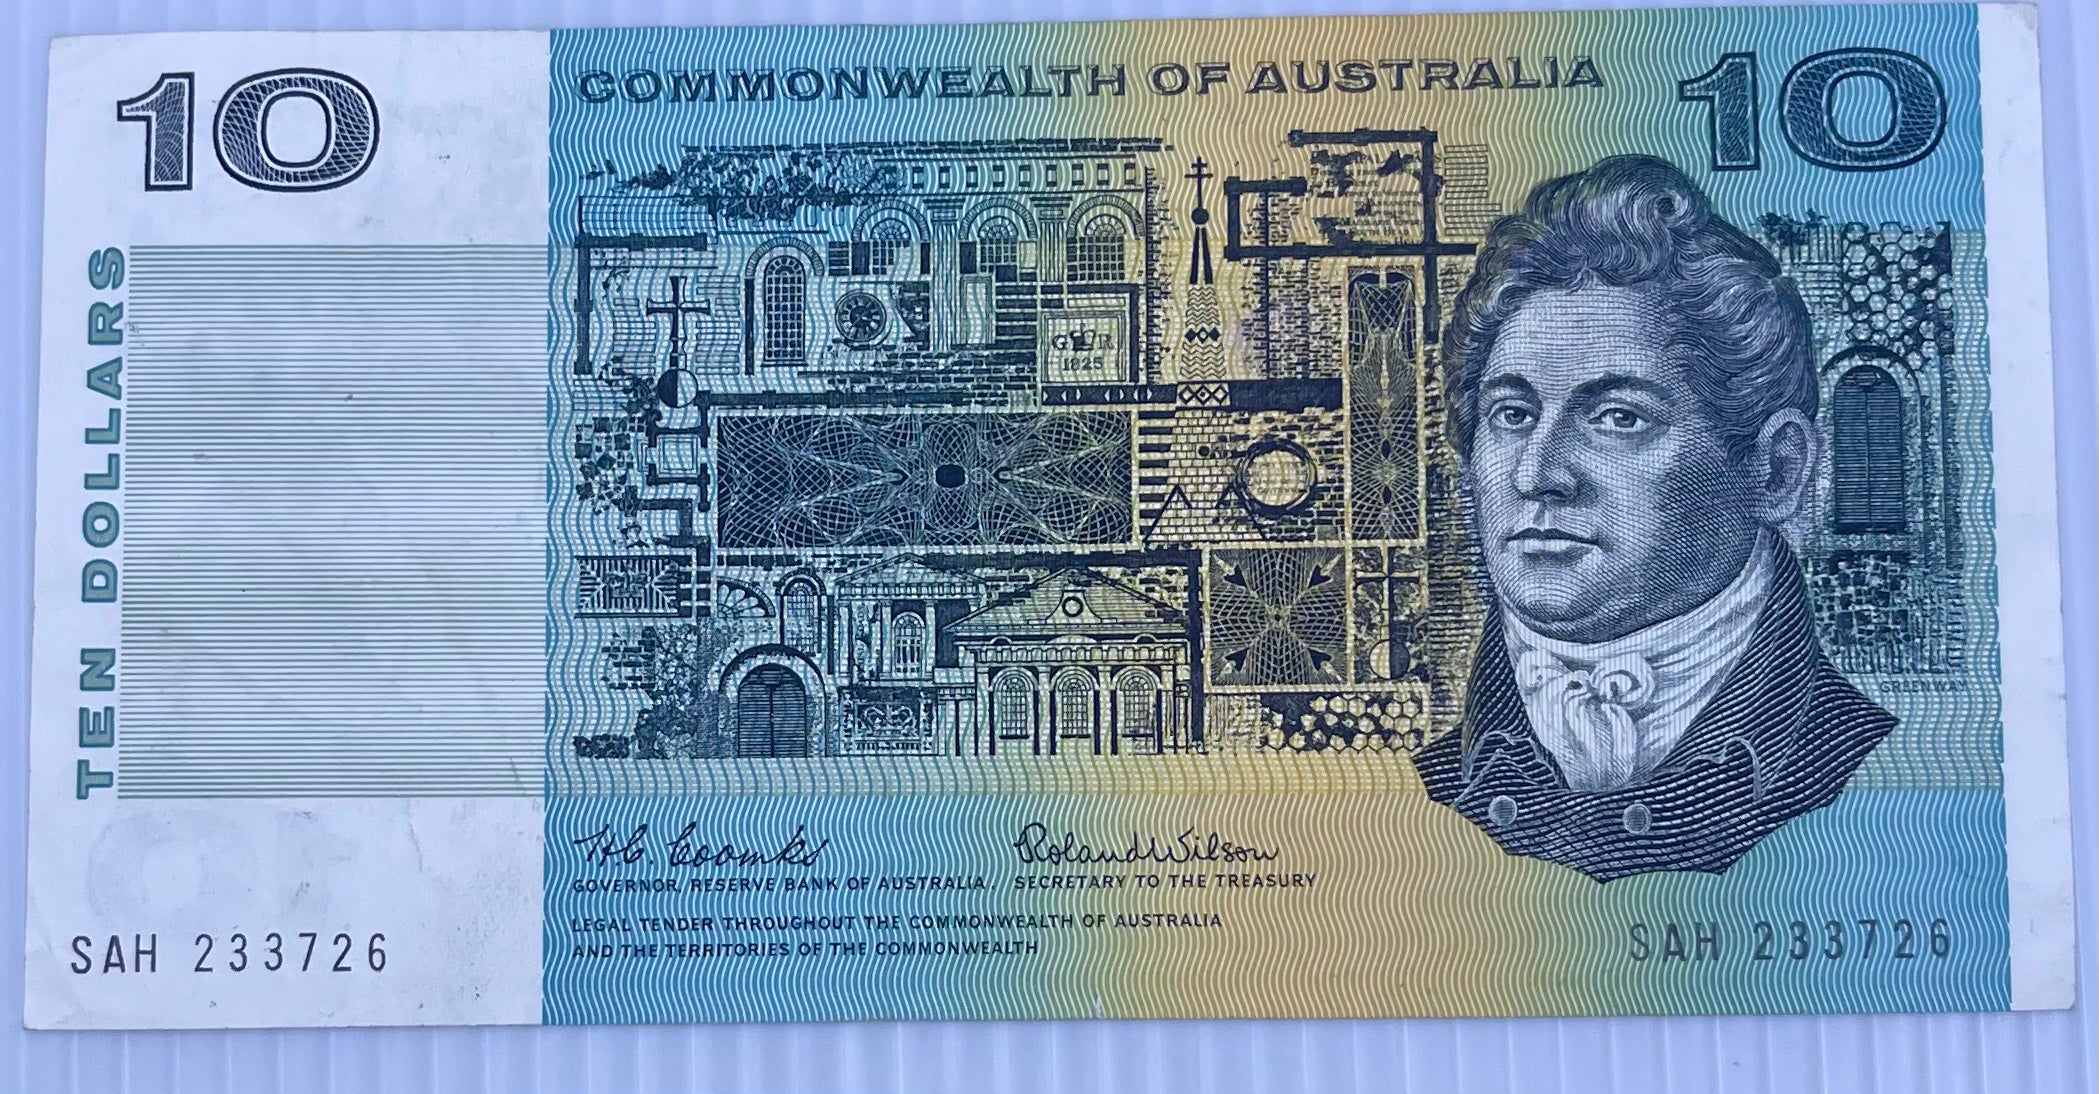 10
COMMONWEALTH OF AUSTRALIA
10
TEN DOLLARS
G R
1825
GREENWAY
H.C. Coombs
Roland Wilson
GOVERNOR, RESERVE BANK OF AUSTRALIA.
SECRETARY TO THE TREASURY
LEGAL TENDER THROUGHOUT THE COMMONWEALTH OF AUSTRALIA
AND THE TERRITORIES OF THE COMMONWEALTH
SAH 233726
SAH 233726